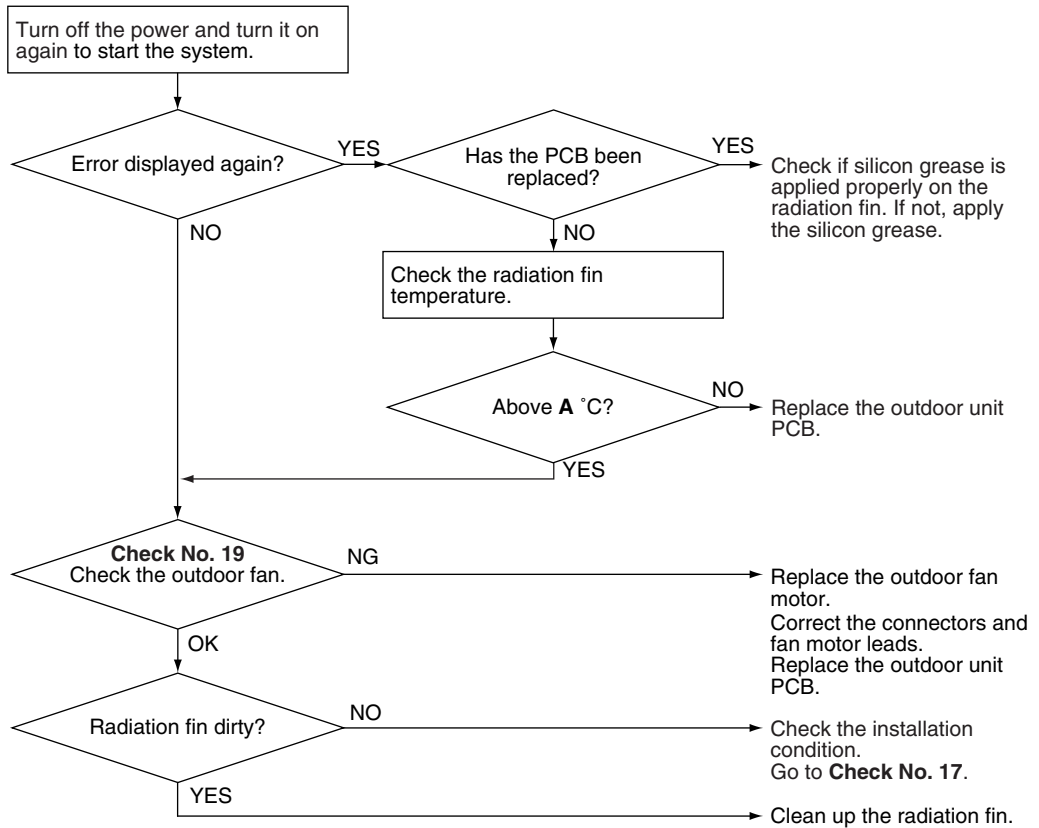 Turn off the power and turn it on
again to start the system.
Error displayed again?
YES
Has the PCB been
replaced?
YES
Check if silicon grease is
applied properly on the
radiation fin. If not, apply
the silicon grease.
NO
NO
Check the radiation fin
temperature.
Above A °C?
NO
Replace the outdoor unit
PCB.
YES
Check No. 19
Check the outdoor fan.
NG
Replace the outdoor fan
motor.
Correct the connectors and
fan motor leads.
Replace the outdoor unit
PCB.
OK
Radiation fin dirty?
NO
Check the installation
condition.
Go to Check No. 17.
YES
Clean up the radiation fin.